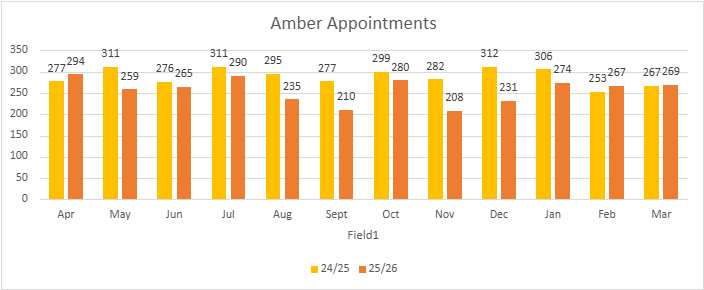 Amber Appointments
350
300
250
200
150
100
50
0
277 294 311 259 276 265 311 290 295 235 277 210 299 280 282 208 312 231 306 274 253 267 267 269
Apr May Jun Jul Aug Sept Oct Nov Dec Jan Feb Mar
Field1
24/25 25/26